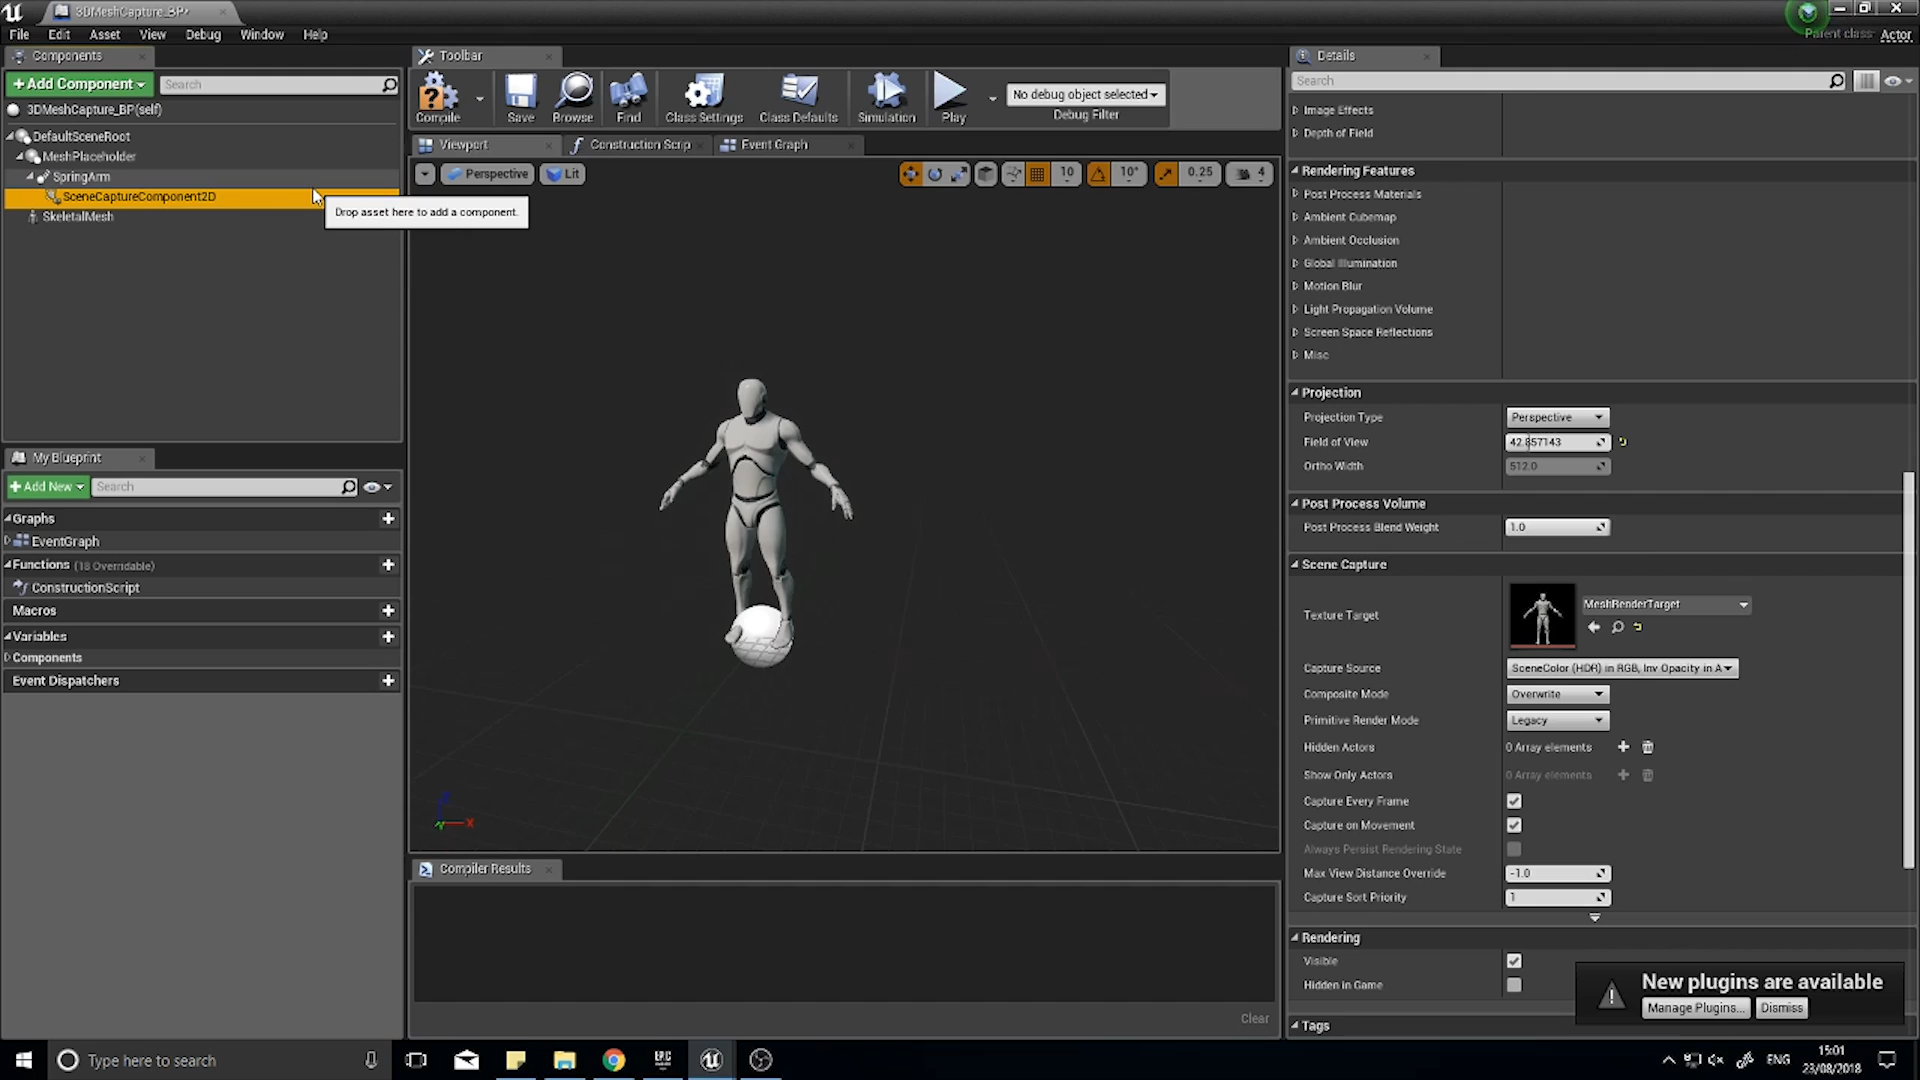 3DMeshCapture_BP*
File Edit Asset View Debug Window Help
Parent class: Actor
Components
+Add Component
Search
3DMeshCapture_BP(self)
DefaultSceneRoot
MeshPlaceholder
SpringArm
SceneCaptureComponent2D
SkeletalMesh
Drop asset here to add a component.
My Blueprint
+Add New
Search
Graphs
EventGraph
Functions (18 Overridable)
ConstructionScript
Macros
Variables
Components
Event Dispatchers
Toolbar
Compile
Save
Browse
Find
Class Settings
Class Defaults
Simulation
Play
No debug object selected
Debug Filter
Viewport
Construction Scrip
Event Graph
Perspective
Lit
10
10°
0.25
4
X
Compiler Results
Clear
Details
Search
Image Effects
Depth of Field
Rendering Features
Post Process Materials
Ambient Cubemap
Ambient Occlusion
Global Illumination
Motion Blur
Light Propagation Volume
Screen Space Reflections
Misc
Projection
Projection Type Perspective
Field of View 42.857143
Ortho Width 512.0
Post Process Volume
Post Process Blend Weight 1.0
Scene Capture
Texture Target MeshRenderTarget
Capture Source SceneColor (HDR) in RGB, Inv Opacity in A
Composite Mode Overwrite
Primitive Render Mode Legacy
Hidden Actors 0 Array elements
Show Only Actors 0 Array elements
Capture Every Frame
Capture on Movement
Always Persist Rendering State
Max View Distance Override -1.0
Capture Sort Priority 1
Rendering
Visible
Hidden in Game
Tags
New plugins are available
Manage Plugins...
Dismiss
Type here to search
EPIC
ENG
15:01
23/08/2018